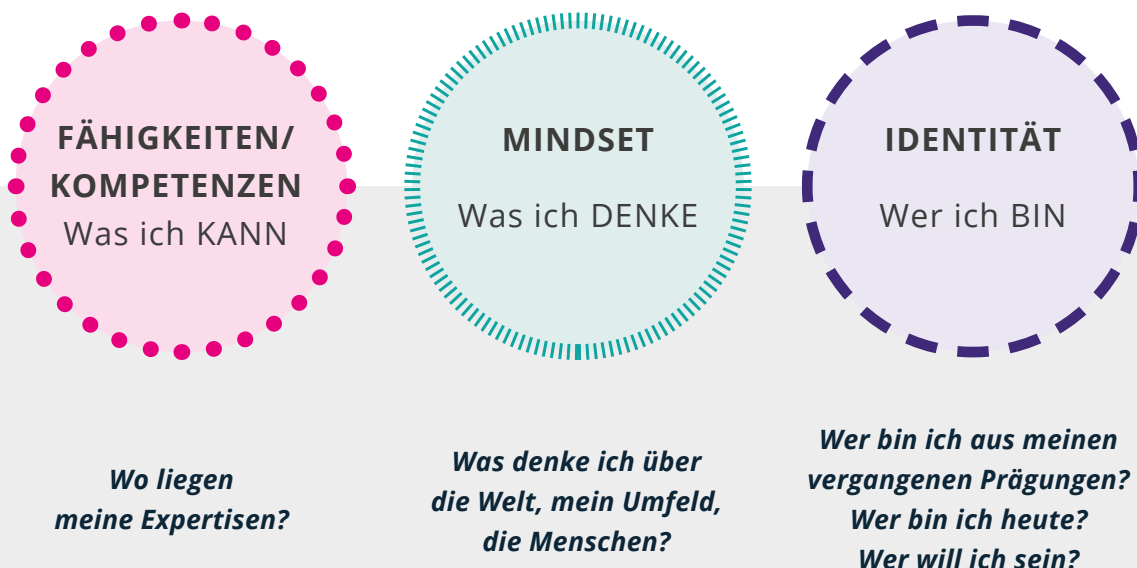 FÄHIGKEITEN/
KOMPETENZEN
Was ich KANN
MINDSET
Was ich DENKE
IDENTITÄT
Wer ich BIN
Wo liegen
meine Expertisen?
Was denke ich über
die Welt, mein Umfeld,
die Menschen?
Wer bin ich aus meinen
vergangenen Prägungen?
Wer bin ich heute?
Wer will ich sein?